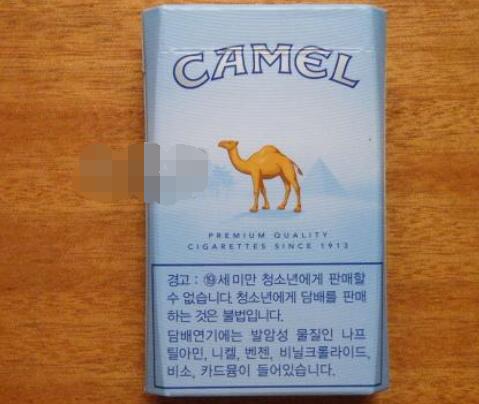 CAMEL
PREMIUM QUALITY
CIGARETTES SINCE 1913
경고 : ⑲세 미만 청소년에게 판매할
수 없습니다. 청소년에게 담배를 판매
하는 것은 불법입니다.
담배연기에는 발암성 물질인 나프
틸아민, 니켈, 벤젠, 비닐크롤라이드,
비소, 카드뮴이 들어있습니다.